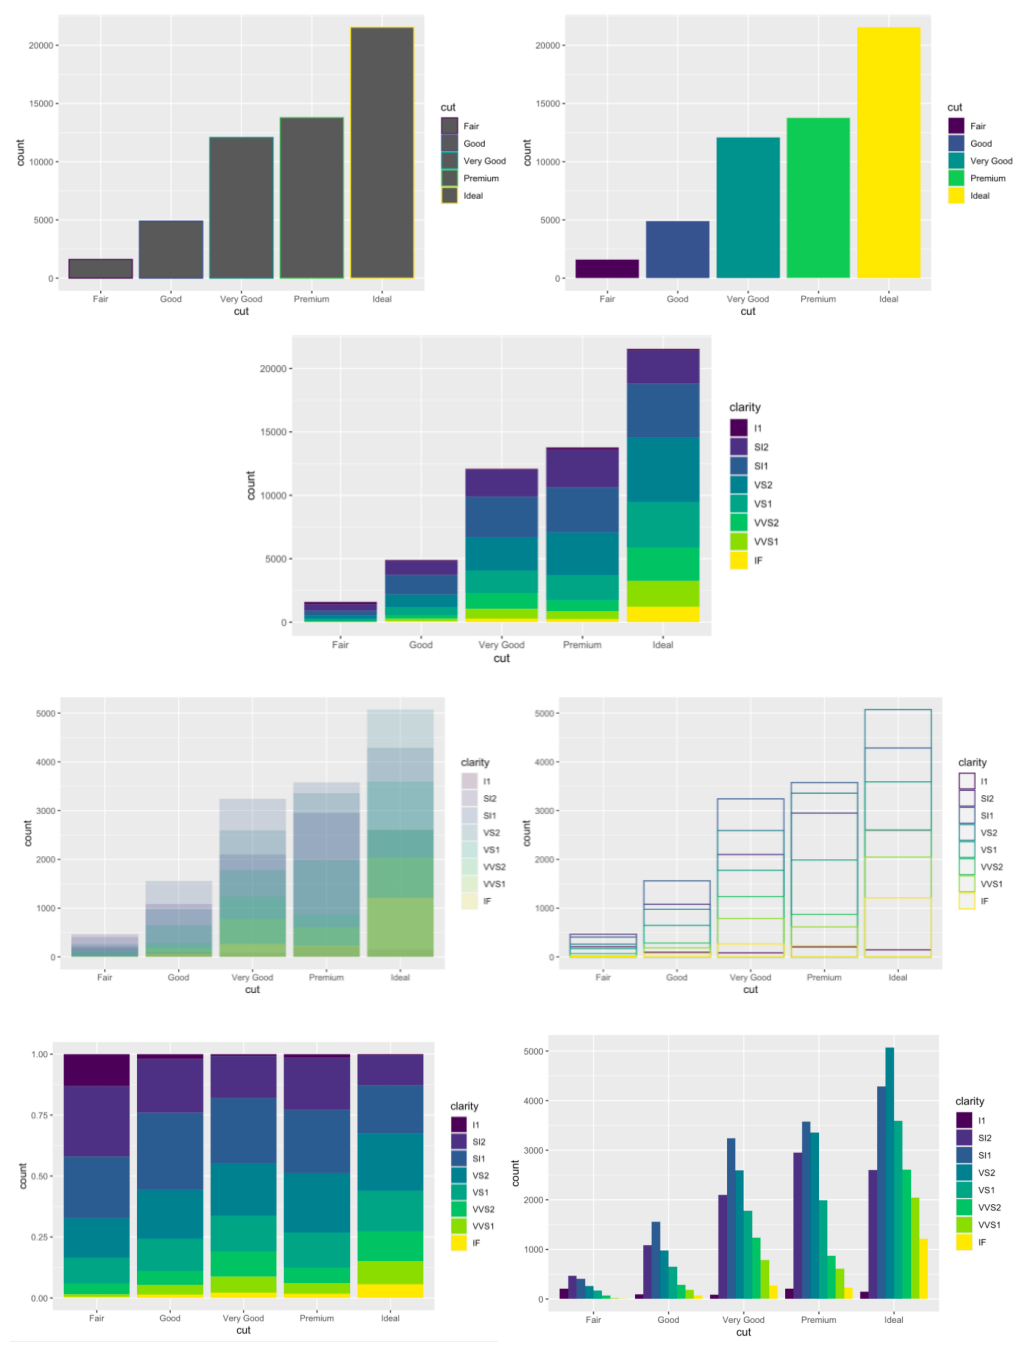 20000
15000
10000
5000
0
count
Fair
Good
Very Good
Premium
Ideal
cut
cut
Fair
Good
Very Good
Premium
Ideal
20000
15000
10000
5000
0
count
Fair
Good
Very Good
Premium
Ideal
cut
cut
Fair
Good
Very Good
Premium
Ideal
20000
15000
10000
5000
0
count
Fair
Good
Very Good
Premium
Ideal
cut
clarity
I1
SI2
SI1
VS2
VS1
VVS2
VVS1
IF
5000
4000
3000
2000
1000
0
count
Fair
Good
Very Good
Premium
Ideal
cut
clarity
I1
SI2
SI1
VS2
VS1
VVS2
VVS1
IF
5000
4000
3000
2000
1000
0
count
Fair
Good
Very Good
Premium
Ideal
cut
clarity
I1
SI2
SI1
VS2
VS1
VVS2
VVS1
IF
1.00
0.75
0.50
0.25
0.00
count
Fair
Good
Very Good
Premium
Ideal
cut
clarity
I1
SI2
SI1
VS2
VS1
VVS2
VVS1
IF
5000
4000
3000
2000
1000
0
count
Fair
Good
Very Good
Premium
Ideal
cut
clarity
I1
SI2
SI1
VS2
VS1
VVS2
VVS1
IF